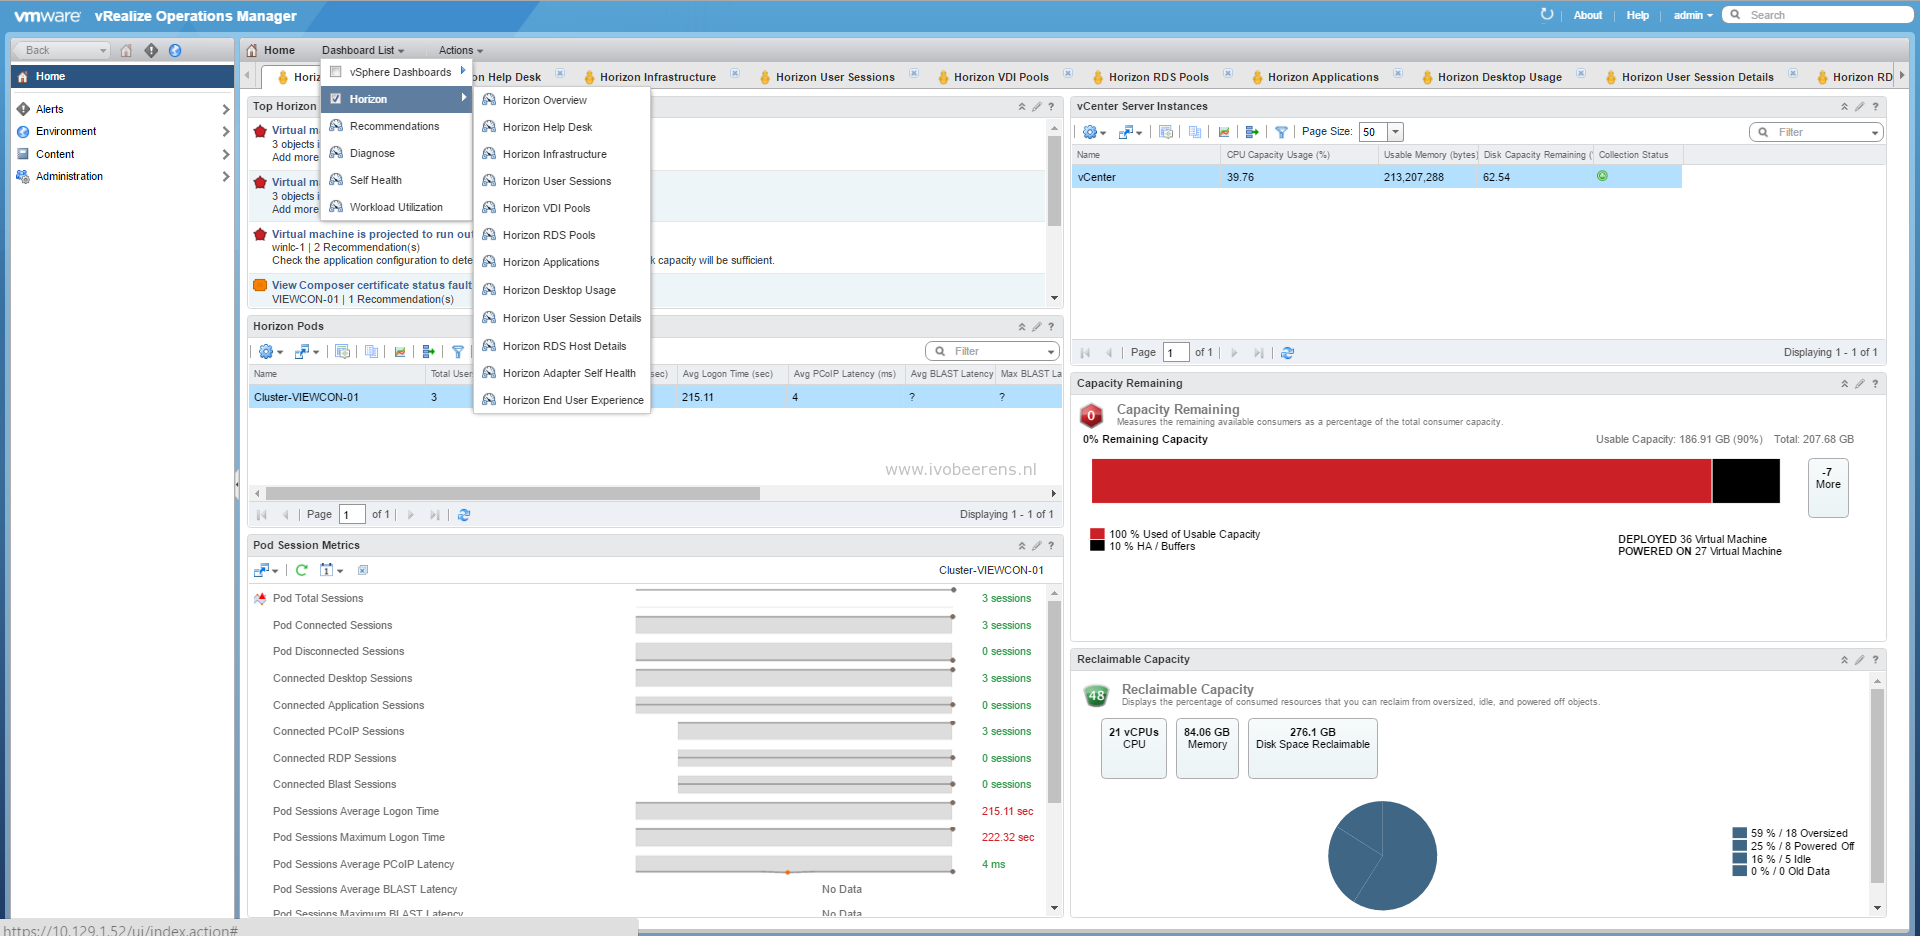 vmware vRealize Operations Manager
About Help admin Search
Back
Home
Alerts
Environment
Content
Administration
Home Dashboard List Actions
Horiz
n Help Desk
Horizon Infrastructure
Horizon User Sessions
Horizon VDI Pools
Horizon RDS Pools
Horizon Applications
Horizon Desktop Usage
Horizon User Session Details
Horizon RD
vSphere Dashboards
Horizon
Recommendations
Diagnose
Self Health
Workload Utilization
Horizon Overview
Horizon Help Desk
Horizon Infrastructure
Horizon User Sessions
Horizon VDI Pools
Horizon RDS Pools
Horizon Applications
Horizon Desktop Usage
Horizon User Session Details
Horizon RDS Host Details
Horizon Adapter Self Health
Horizon End User Experience
Top Horizon
Virtual m
3 objects i
Add more
Virtual m
3 objects i
Add more
Virtual machine is projected to run out
winlc-1 | 2 Recommendation(s)
Check the application configuration to dete k capacity will be sufficient.
View Composer certificate status fault
VIEWCON-01 | 1 Recommendation(s)
Horizon Pods
Filter
Name Total User sec) Avg Logon Time (sec) Avg PCoIP Latency (ms) Avg BLAST Latency Max BLAST La
Cluster-VIEWCON-01 3 215.11 4 ? ?
www.ivobeerens.nl
Page 1 of 1 Displaying 1 - 1 of 1
Pod Session Metrics
Cluster-VIEWCON-01
Pod Total Sessions 3 sessions
Pod Connected Sessions 3 sessions
Pod Disconnected Sessions 0 sessions
Connected Desktop Sessions 3 sessions
Connected Application Sessions 0 sessions
Connected PCoIP Sessions 3 sessions
Connected RDP Sessions 0 sessions
Connected Blast Sessions 0 sessions
Pod Sessions Average Logon Time 215.11 sec
Pod Sessions Maximum Logon Time 222.32 sec
Pod Sessions Average PCoIP Latency 4 ms
Pod Sessions Average BLAST Latency No Data
Pod Sessions Maximum BLAST Latency No Data
vCenter Server Instances
Page Size: 50 Filter
Name CPU Capacity Usage (%) Usable Memory (bytes) Disk Capacity Remaining ( Collection Status
vCenter 39.76 213,207,288 62.54
Page 1 of 1 Displaying 1 - 1 of 1
Capacity Remaining
0 Capacity Remaining
Measures the remaining available consumers as a percentage of the total consumer capacity.
0% Remaining Capacity Usable Capacity: 186.91 GB (90%) Total: 207.68 GB
-7
More
100 % Used of Usable Capacity
10 % HA / Buffers
DEPLOYED 36 Virtual Machine
POWERED ON 27 Virtual Machine
Reclaimable Capacity
48 Reclaimable Capacity
Displays the percentage of consumed resources that you can reclaim from oversized, idle, and powered off objects.
21 vCPUs
CPU
84.06 GB
Memory
276.1 GB
Disk Space Reclaimable
59 % / 18 Oversized
25 % / 8 Powered Off
16 % / 5 Idle
0 % / 0 Old Data
https://10.129.1.52/ui/index.action#